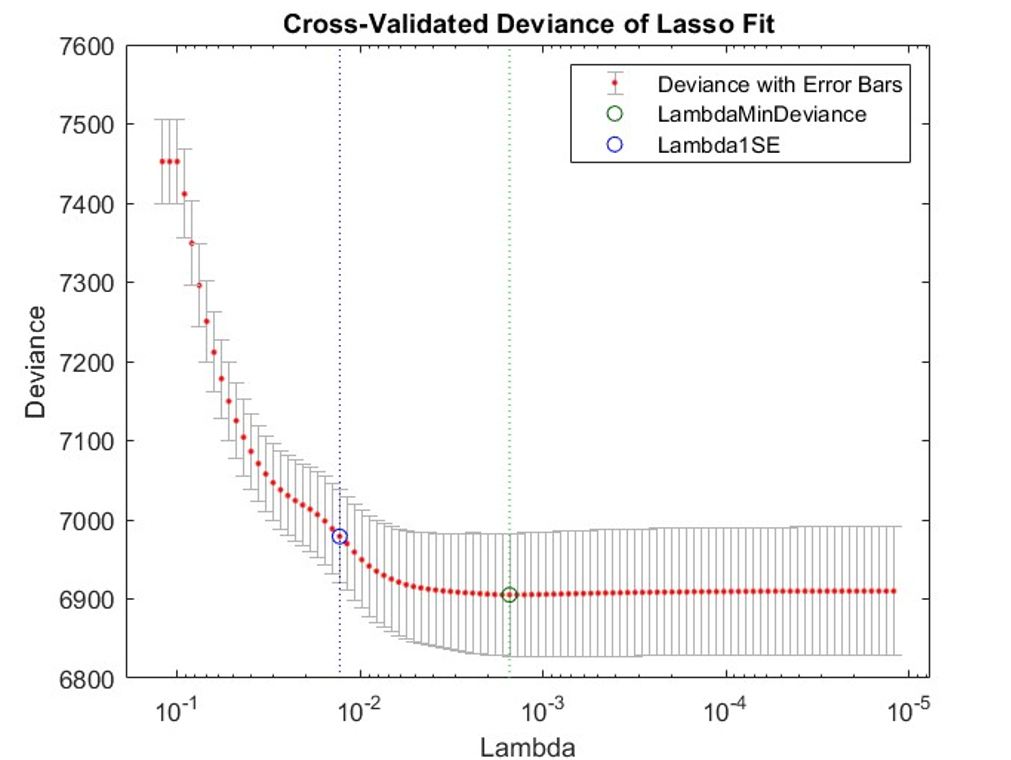 Cross-Validated Deviance of Lasso Fit
7600
7500
7400
7300
7200
7100
7000
6900
6800
Deviance
Deviance with Error Bars
LambdaMinDeviance
Lambda1SE
10⁻¹
10⁻²
10⁻³
10⁻⁴
10⁻⁵
Lambda